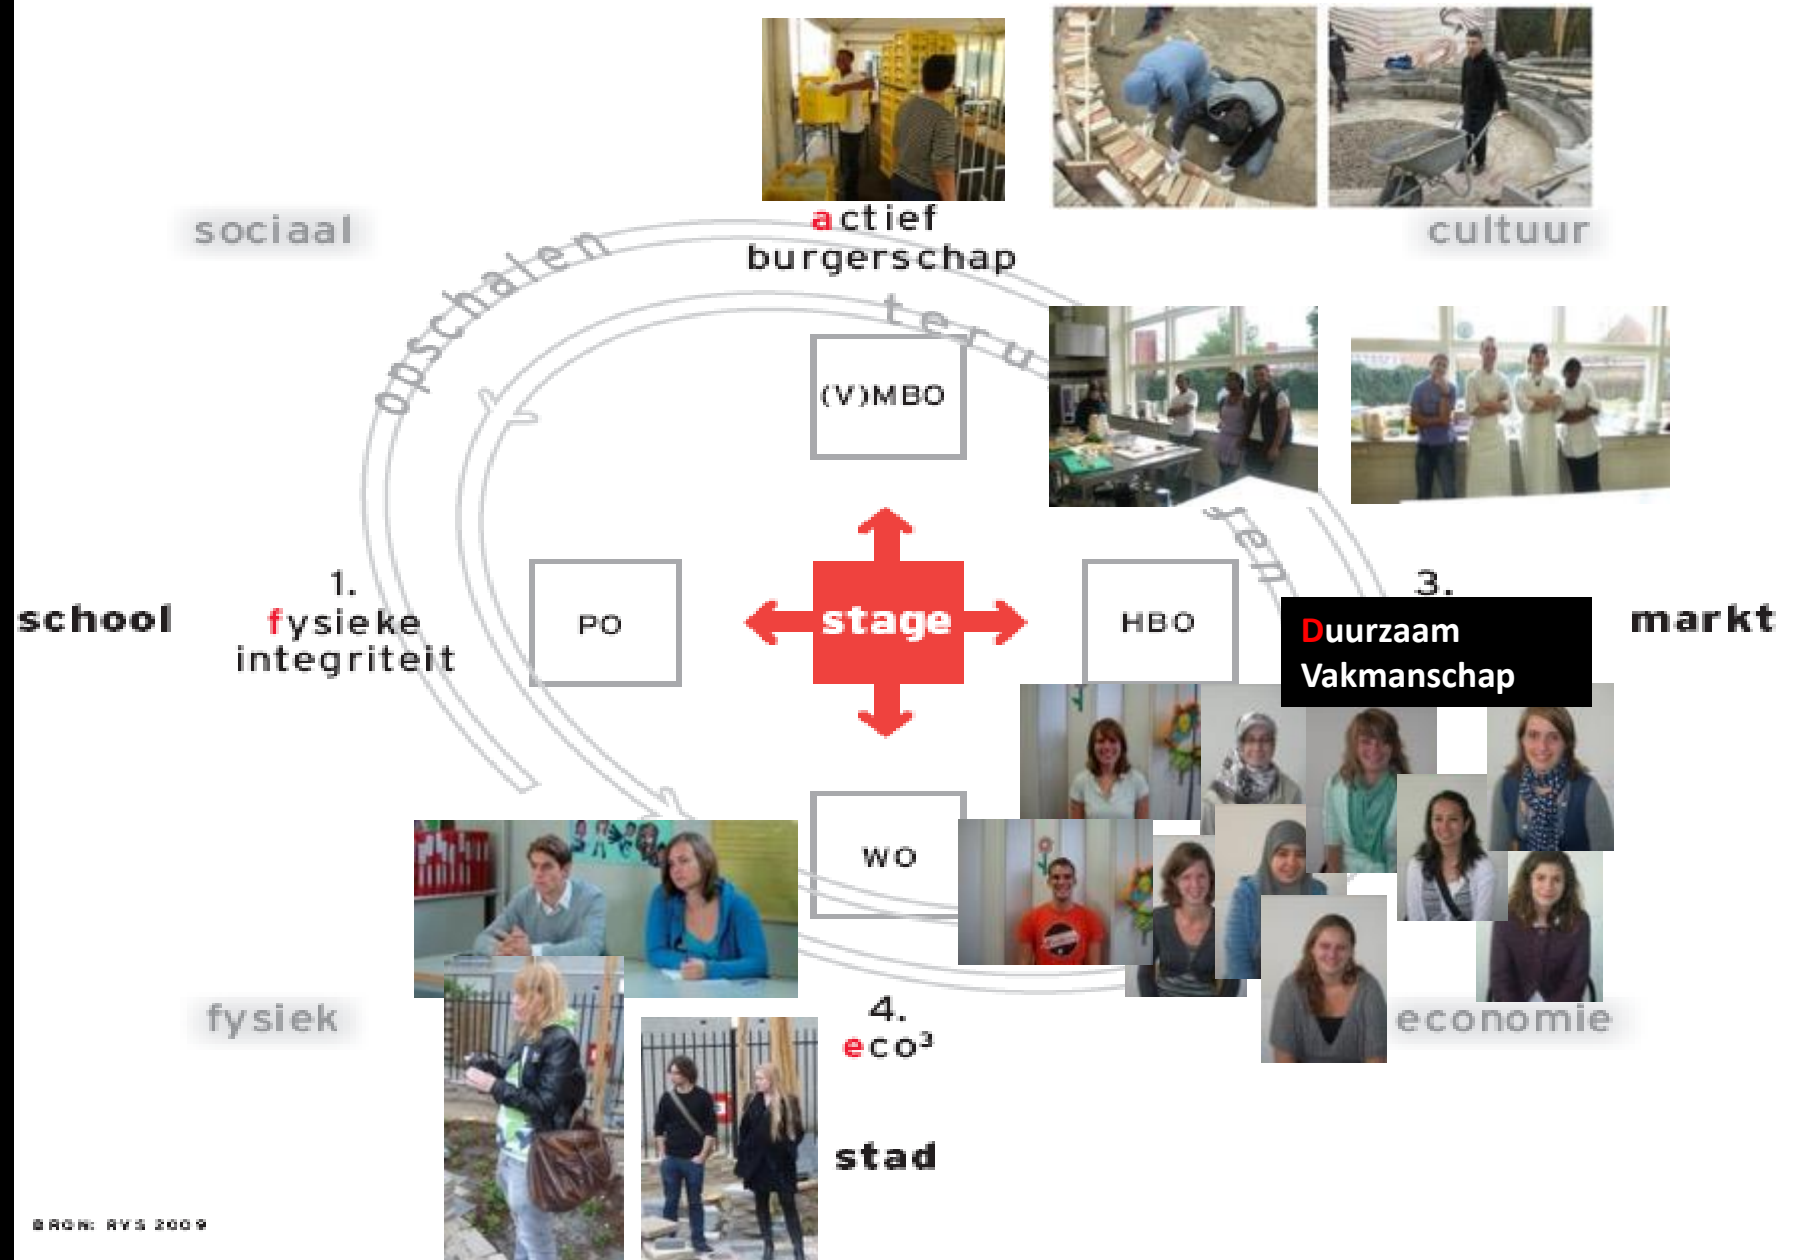 sociaal
cultuur
actief
burgerschap
opschalen
teru
(V)MBO
fen
school
1.
fysieke
integriteit
PO
stage
HBO
3.
Duurzaam
Vakmanschap
markt
WO
fysiek
4.
eco³
economie
stad
BRON: RVS 2009